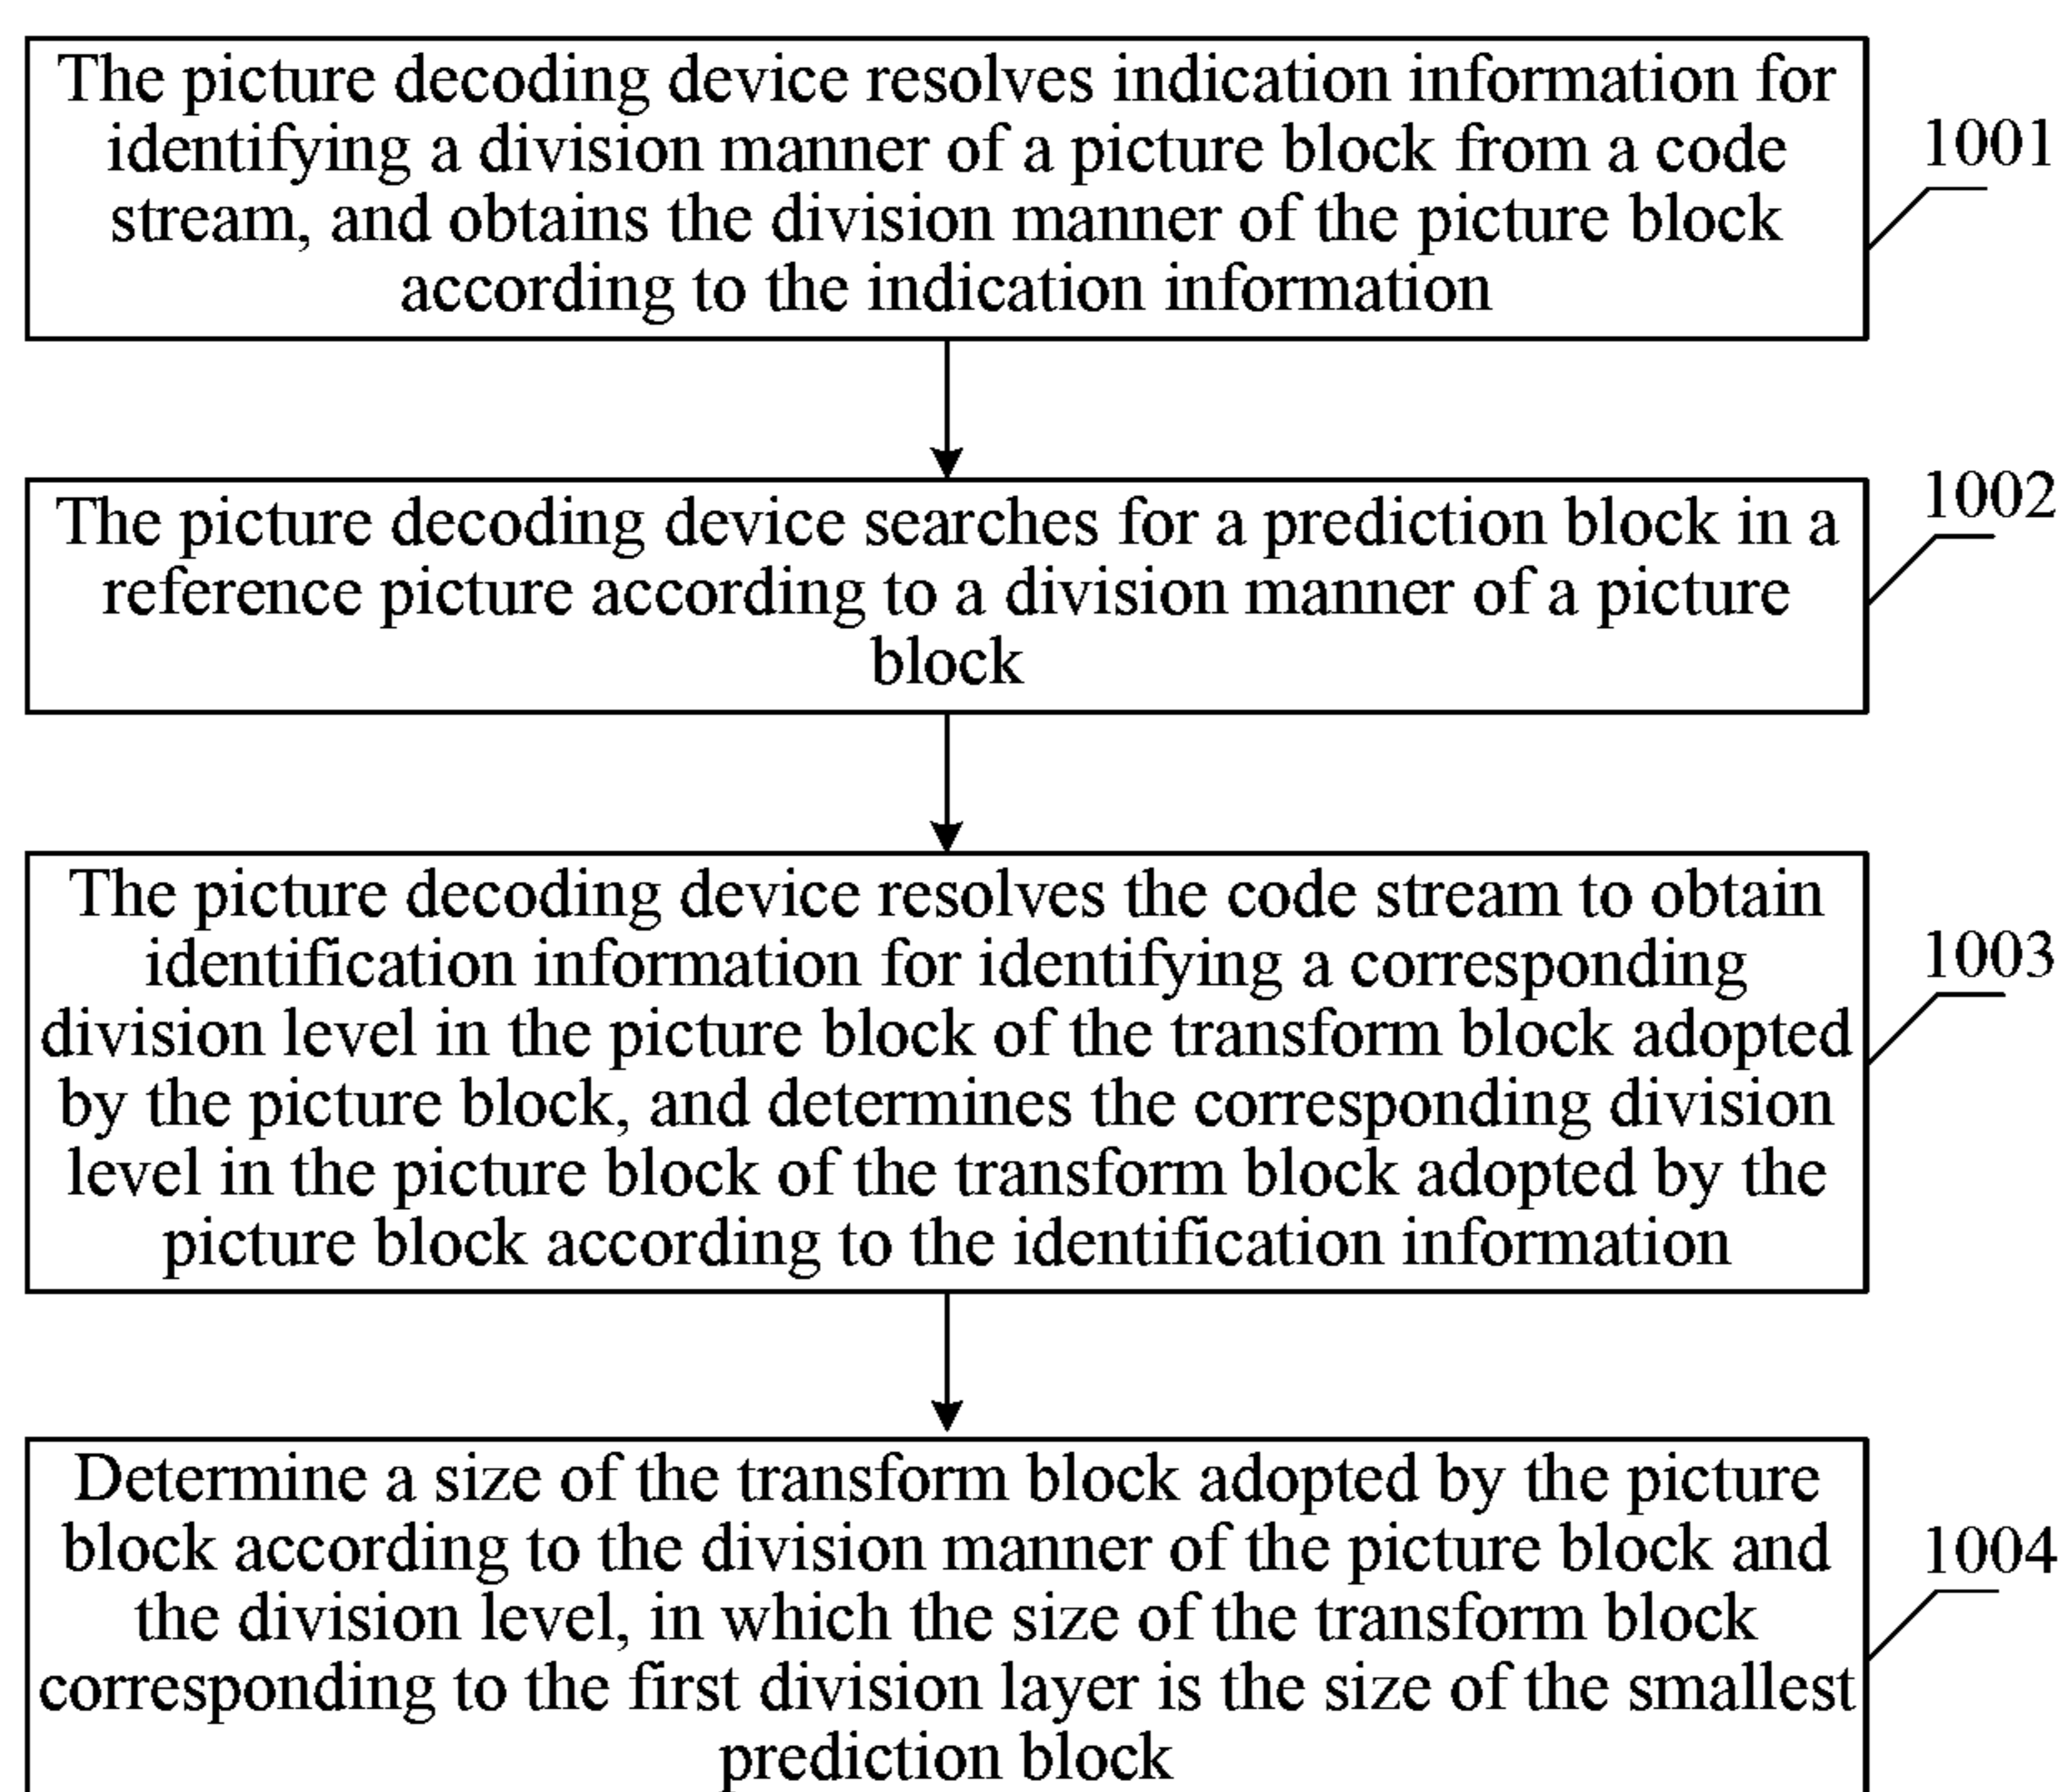 The picture decoding device resolves indication information for
identifying a division manner of a picture block from a code
stream, and obtains the division manner of the picture block
according to the indication information
1001
The picture decoding device searches for a prediction block in a
reference picture according to a division manner of a picture
block
1002
The picture decoding device resolves the code stream to obtain
identification information for identifying a corresponding
division level in the picture block of the transform block adopted
by the picture block, and determines the corresponding division
level in the picture block of the transform block adopted by the
picture block according to the identification information
1003
Determine a size of the transform block adopted by the picture
block according to the division manner of the picture block and
the division level, in which the size of the transform block
corresponding to the first division layer is the size of the smallest
prediction block
1004